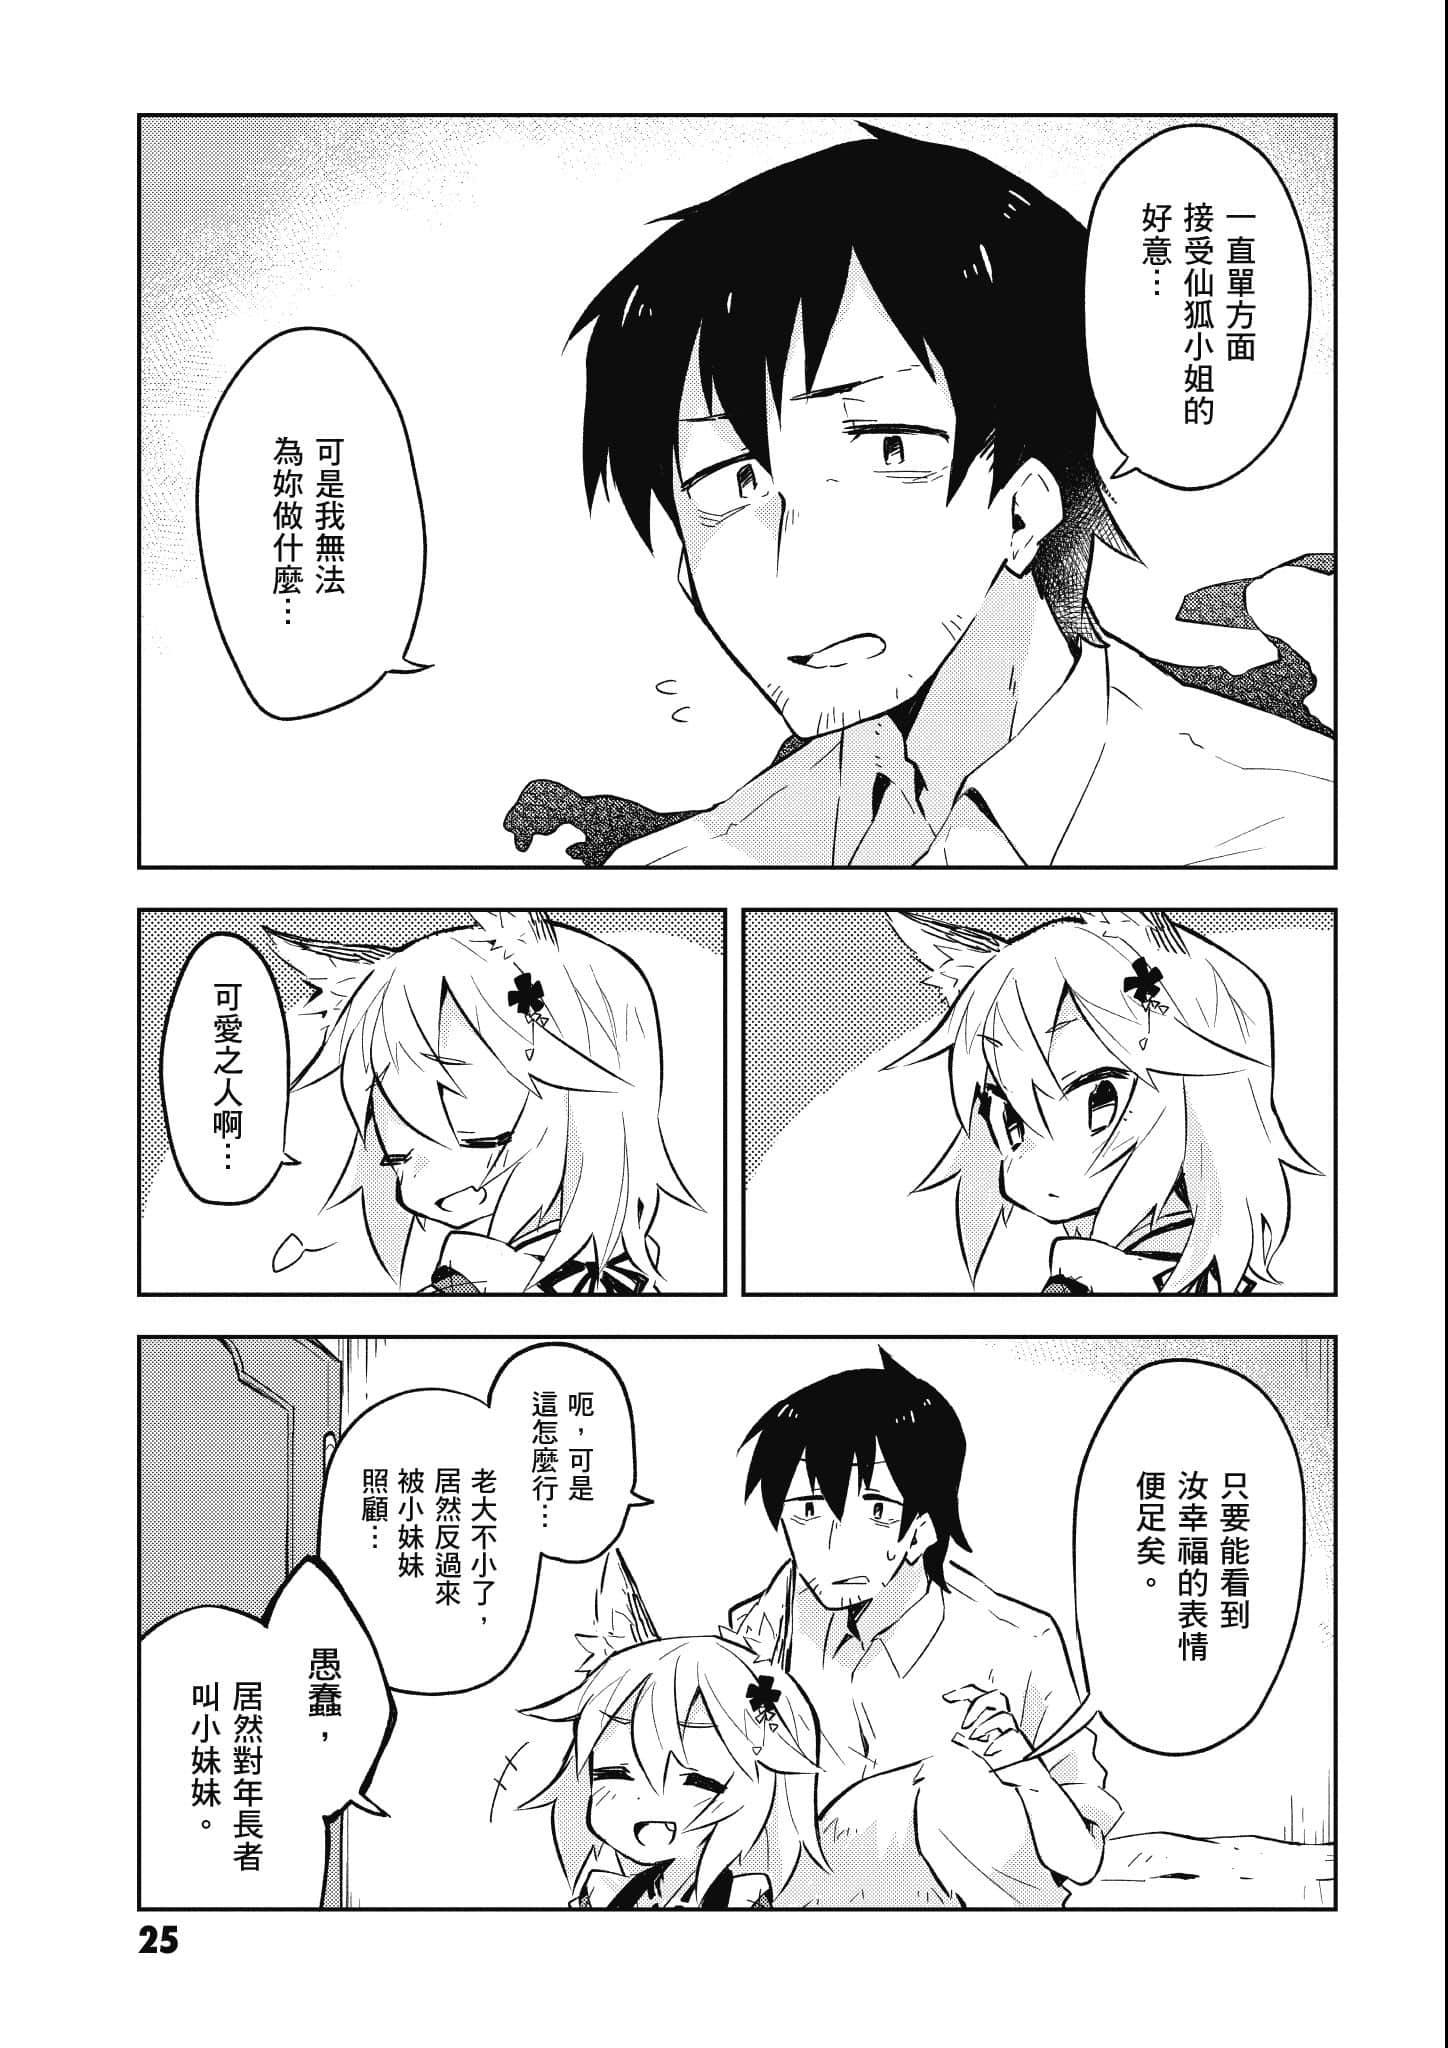 一直單方面
接受仙狐小姐的
好意…
可是我無法
為妳做什麼…
可愛之人啊…
只要能看到
汝幸福的表情
便足矣。
呃，可是
這怎麼行…
老大不小了，
居然反過來
被小妹妹
照顧…
愚蠢，
居然對年長者
叫小妹妹。
25